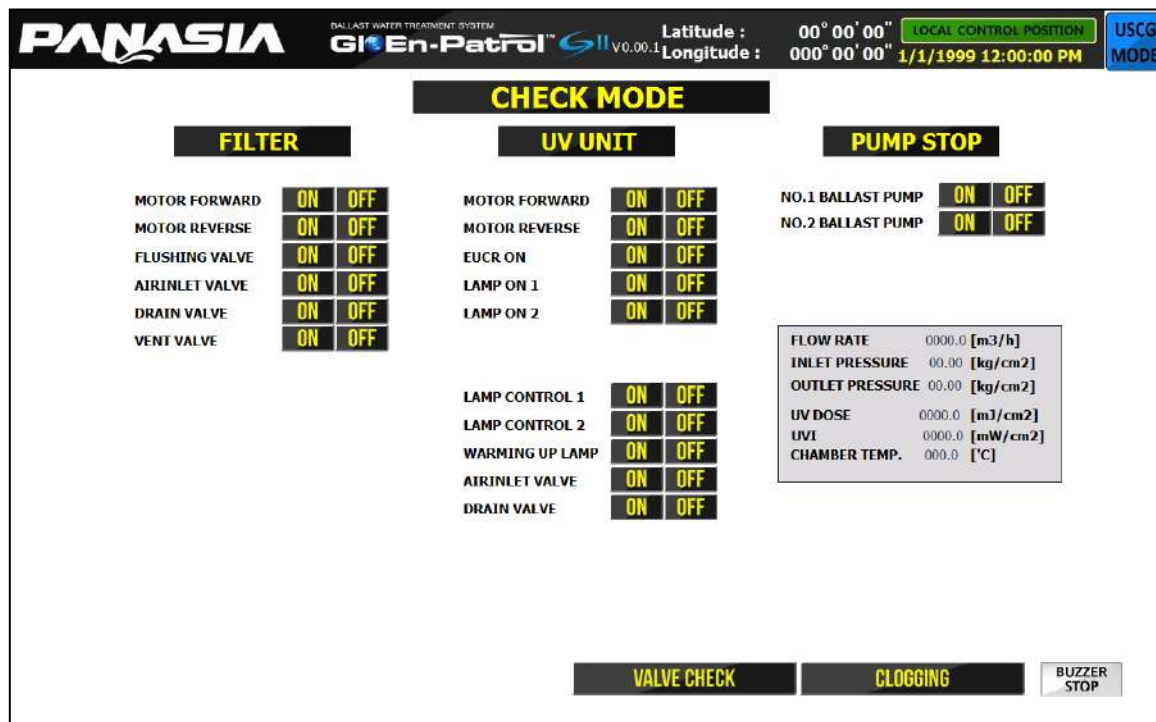 PANASIA
BALLAST WATER TREATMENT SYSTEM
GloEn-Patrol™ SII V0.00.1
Latitude : 00° 00' 00"
Longitude : 000° 00' 00"
LOCAL CONTROL POSITION
1/1/1999 12:00:00 PM
USCG
MODE
CHECK MODE
FILTER
MOTOR FORWARD ON OFF
MOTOR REVERSE ON OFF
FLUSHING VALVE ON OFF
AIRINLET VALVE ON OFF
DRAIN VALVE ON OFF
VENT VALVE ON OFF
UV UNIT
MOTOR FORWARD ON OFF
MOTOR REVERSE ON OFF
EUCR ON ON OFF
LAMP ON 1 ON OFF
LAMP ON 2 ON OFF
LAMP CONTROL 1 ON OFF
LAMP CONTROL 2 ON OFF
WARMING UP LAMP ON OFF
AIRINLET VALVE ON OFF
DRAIN VALVE ON OFF
PUMP STOP
NO.1 BALLAST PUMP ON OFF
NO.2 BALLAST PUMP ON OFF
FLOW RATE 0000.0 [m3/h]
INLET PRESSURE 00.00 [kg/cm2]
OUTLET PRESSURE 00.00 [kg/cm2]
UV DOSE 0000.0 [mJ/cm2]
UVI 0000.0 [mW/cm2]
CHAMBER TEMP. 000.0 ['C]
VALVE CHECK
CLOGGING
BUZZER
STOP